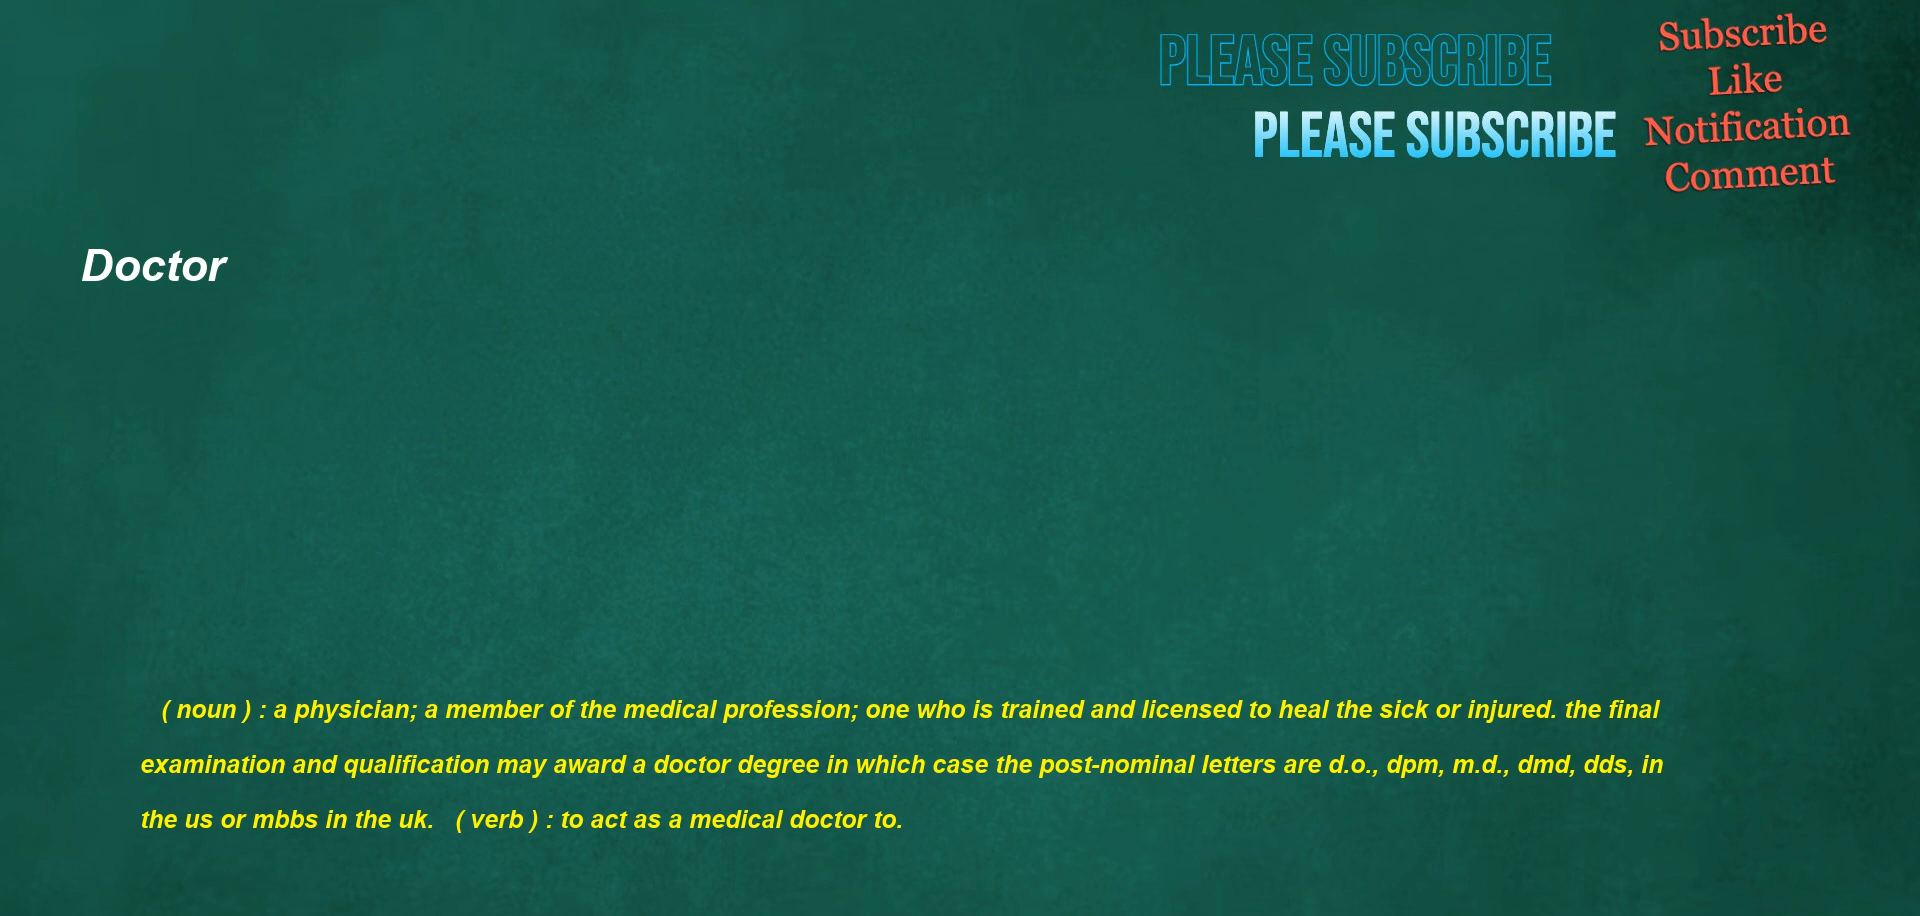 PLEASE SUBSCRIBE
PLEASE SUBSCRIBE
Subscribe
Like
Notification
Comment
Doctor
( noun ) : a physician; a member of the medical profession; one who is trained and licensed to heal the sick or injured. the final
examination and qualification may award a doctor degree in which case the post-nominal letters are d.o., dpm, m.d., dmd, dds, in
the us or mbbs in the uk. ( verb ) : to act as a medical doctor to.